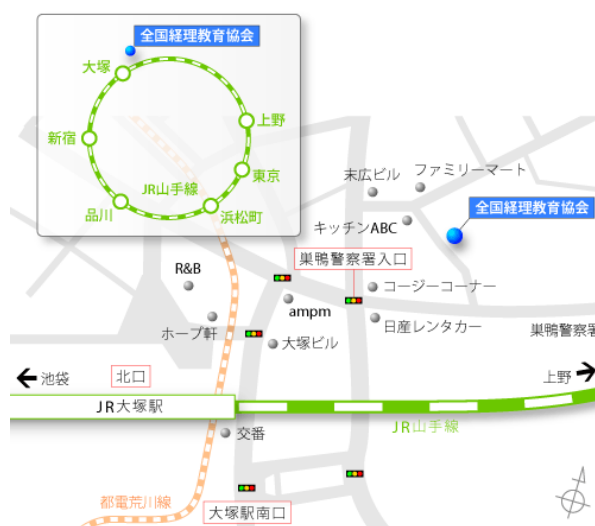 全国経理教育協会
大塚
上野
新宿
東京
JR山手線
品川
浜松町
末広ビル
ファミリーマート
全国経理教育協会
キッチンABC
巣鴨警察署入口
R&B
コージーコーナー
ampm
ホープ軒
日産レンタカー
巣鴨警察署
大塚ビル
池袋
北口
上野
JR大塚駅
JR山手線
交番
都電荒川線
大塚駅南口